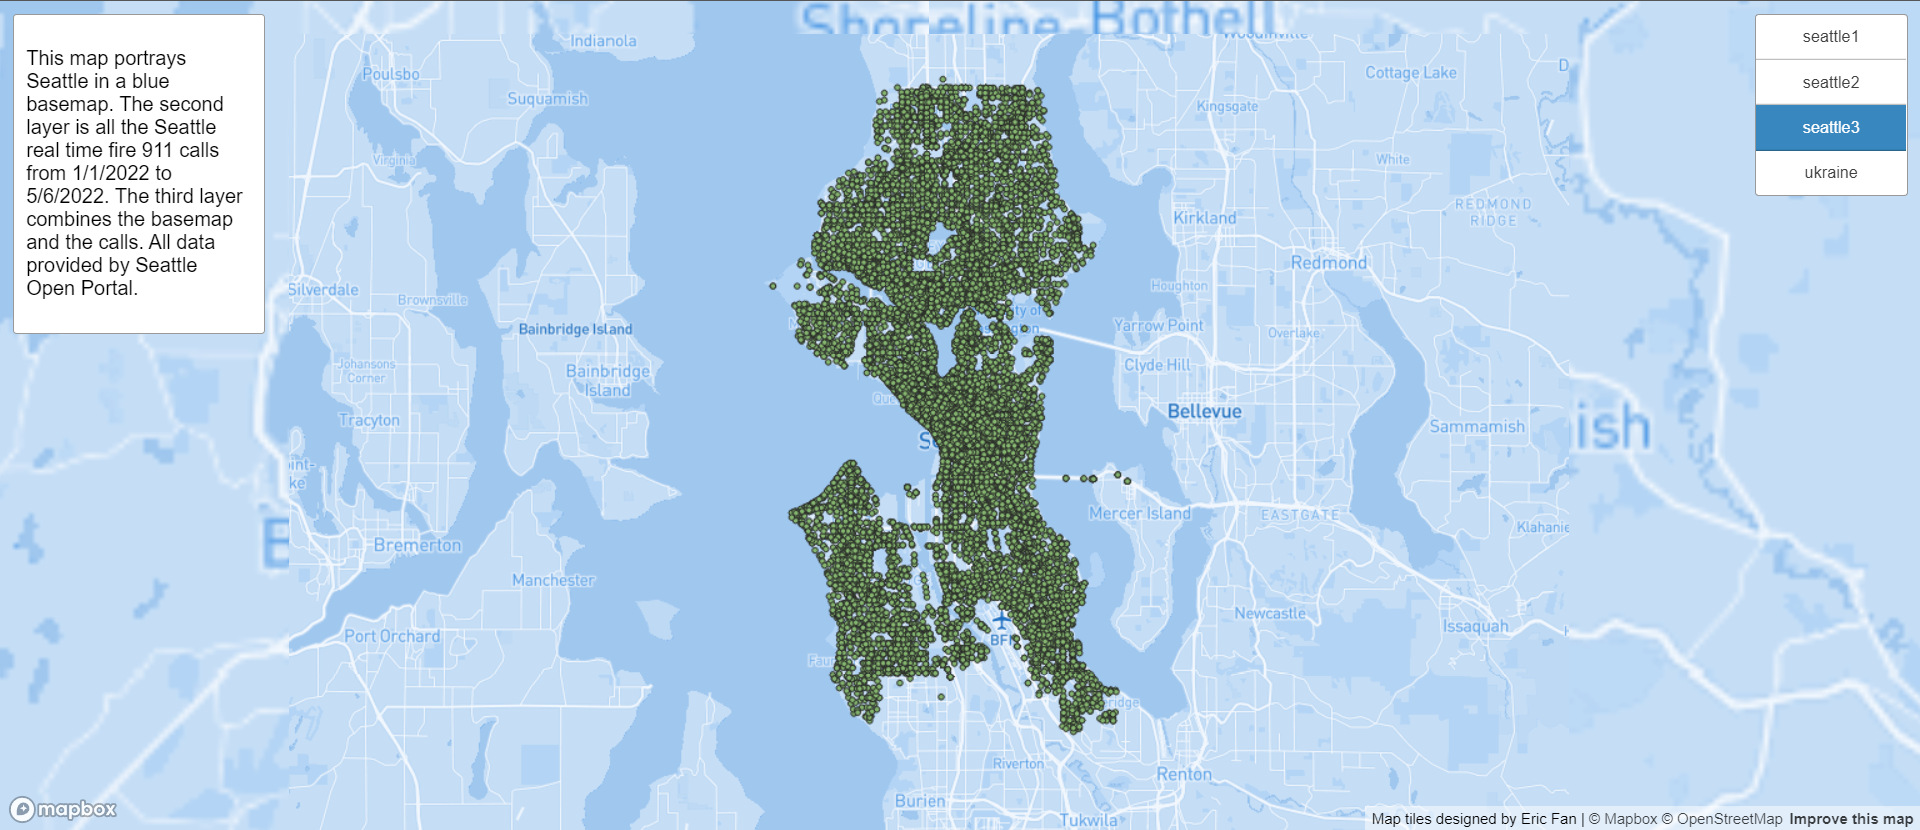 This map portrays
Seattle in a blue
basemap. The second
layer is all the Seattle
real time fire 911 calls
from 1/1/2022 to
5/6/2022. The third layer
combines the basemap
and the calls. All data
provided by Seattle
Open Portal.
seattle1
seattle2
seattle3
ukraine
Shoreline
Bothell
Woodinville
Indianola
Poulsbo
Suquamish
Cottage Lake
Kingsgate
Virginia
White
REDMOND
RIDGE
Kirkland
Redmond
Silverdale
Brownsville
Houghton
Bainbridge Island
Yarrow Point
Overlake
Johansons
Corner
Bainbridge
Island
Clyde Hill
Tracyton
Bellevue
Sammamish
ish
Mercer Island
EASTGATE
Klahanie
Bremerton
Manchester
Newcastle
Issaquah
Port Orchard
BFI
Riverton
Renton
Burien
Tukwila
mapbox
Map tiles designed by Eric Fan | © Mapbox © OpenStreetMap Improve this map